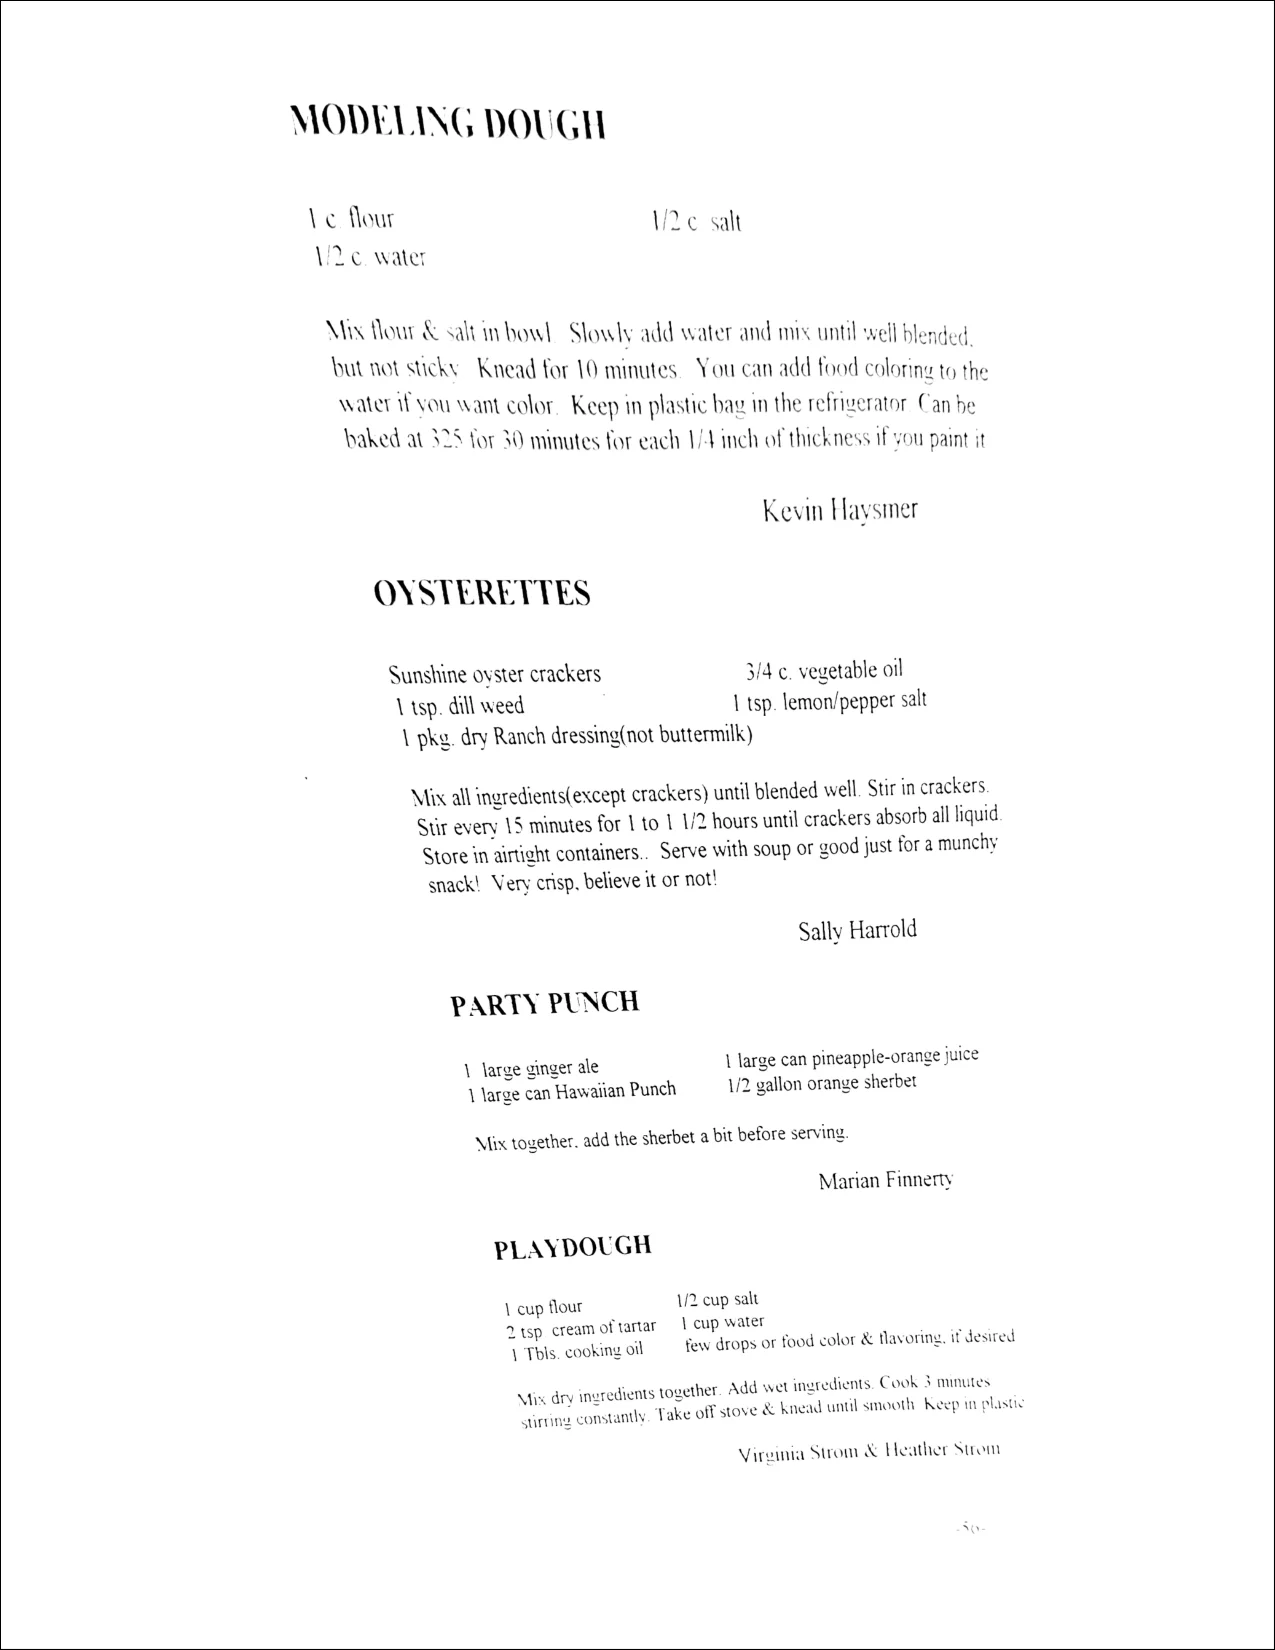 MODELING DOUGH
1 c. flour 1/2 c salt
1/2 c. water
Mix flour & salt in bowl. Slowly add water and mix until well blended,
but not sticky. Knead for 10 minutes. You can add food coloring to the
water if you want color. Keep in plastic bag in the refrigerator. Can be
baked at 325 for 30 minutes for each 1/4 inch of thickness if you paint it
Kevin Haysmer
OYSTERETTES
Sunshine oyster crackers 3/4 c. vegetable oil
1 tsp. dill weed 1 tsp. lemon/pepper salt
1 pkg. dry Ranch dressing(not buttermilk)
Mix all ingredients(except crackers) until blended well. Stir in crackers.
Stir every 15 minutes for 1 to 1 1/2 hours until crackers absorb all liquid.
Store in airtight containers.. Serve with soup or good just for a munchy
snack! Very crisp, believe it or not!
Sally Harrold
PARTY PUNCH
1 large ginger ale 1 large can pineapple-orange juice
1 large can Hawaiian Punch 1/2 gallon orange sherbet
Mix together, add the sherbet a bit before serving.
Marian Finnerty
PLAYDOUGH
1 cup flour 1/2 cup salt
2 tsp cream of tartar 1 cup water
1 Tbls. cooking oil few drops or food color & flavoring, if desired
Mix dry ingredients together. Add wet ingredients. Cook 3 minutes
stirring constantly. Take off stove & knead until smooth. Keep in plastic
Virginia Strom & Heather Strom
-56-